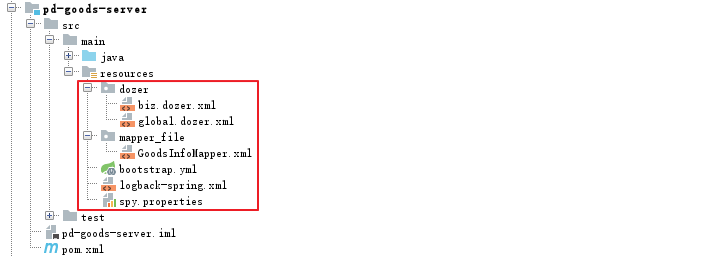 pd-goods-server
src
main
java
resources
dozer
biz.dozer.xml
global.dozer.xml
mapper_file
GoodsInfoMapper.xml
bootstrap.yml
logback-spring.xml
spy.properties
test
pd-goods-server.iml
pom.xml